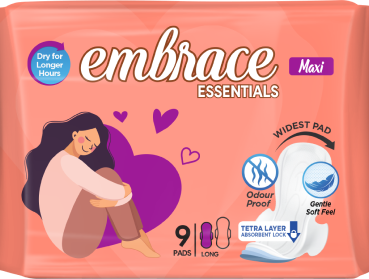 Dry for
Longer
Hours
embrace
ESSENTIALS
Maxi
WIDEST PAD
Odour
Proof
Gentle
Soft Feel
TETRA LAYER
ABSORBENT LOCK
9
PADS
LONG